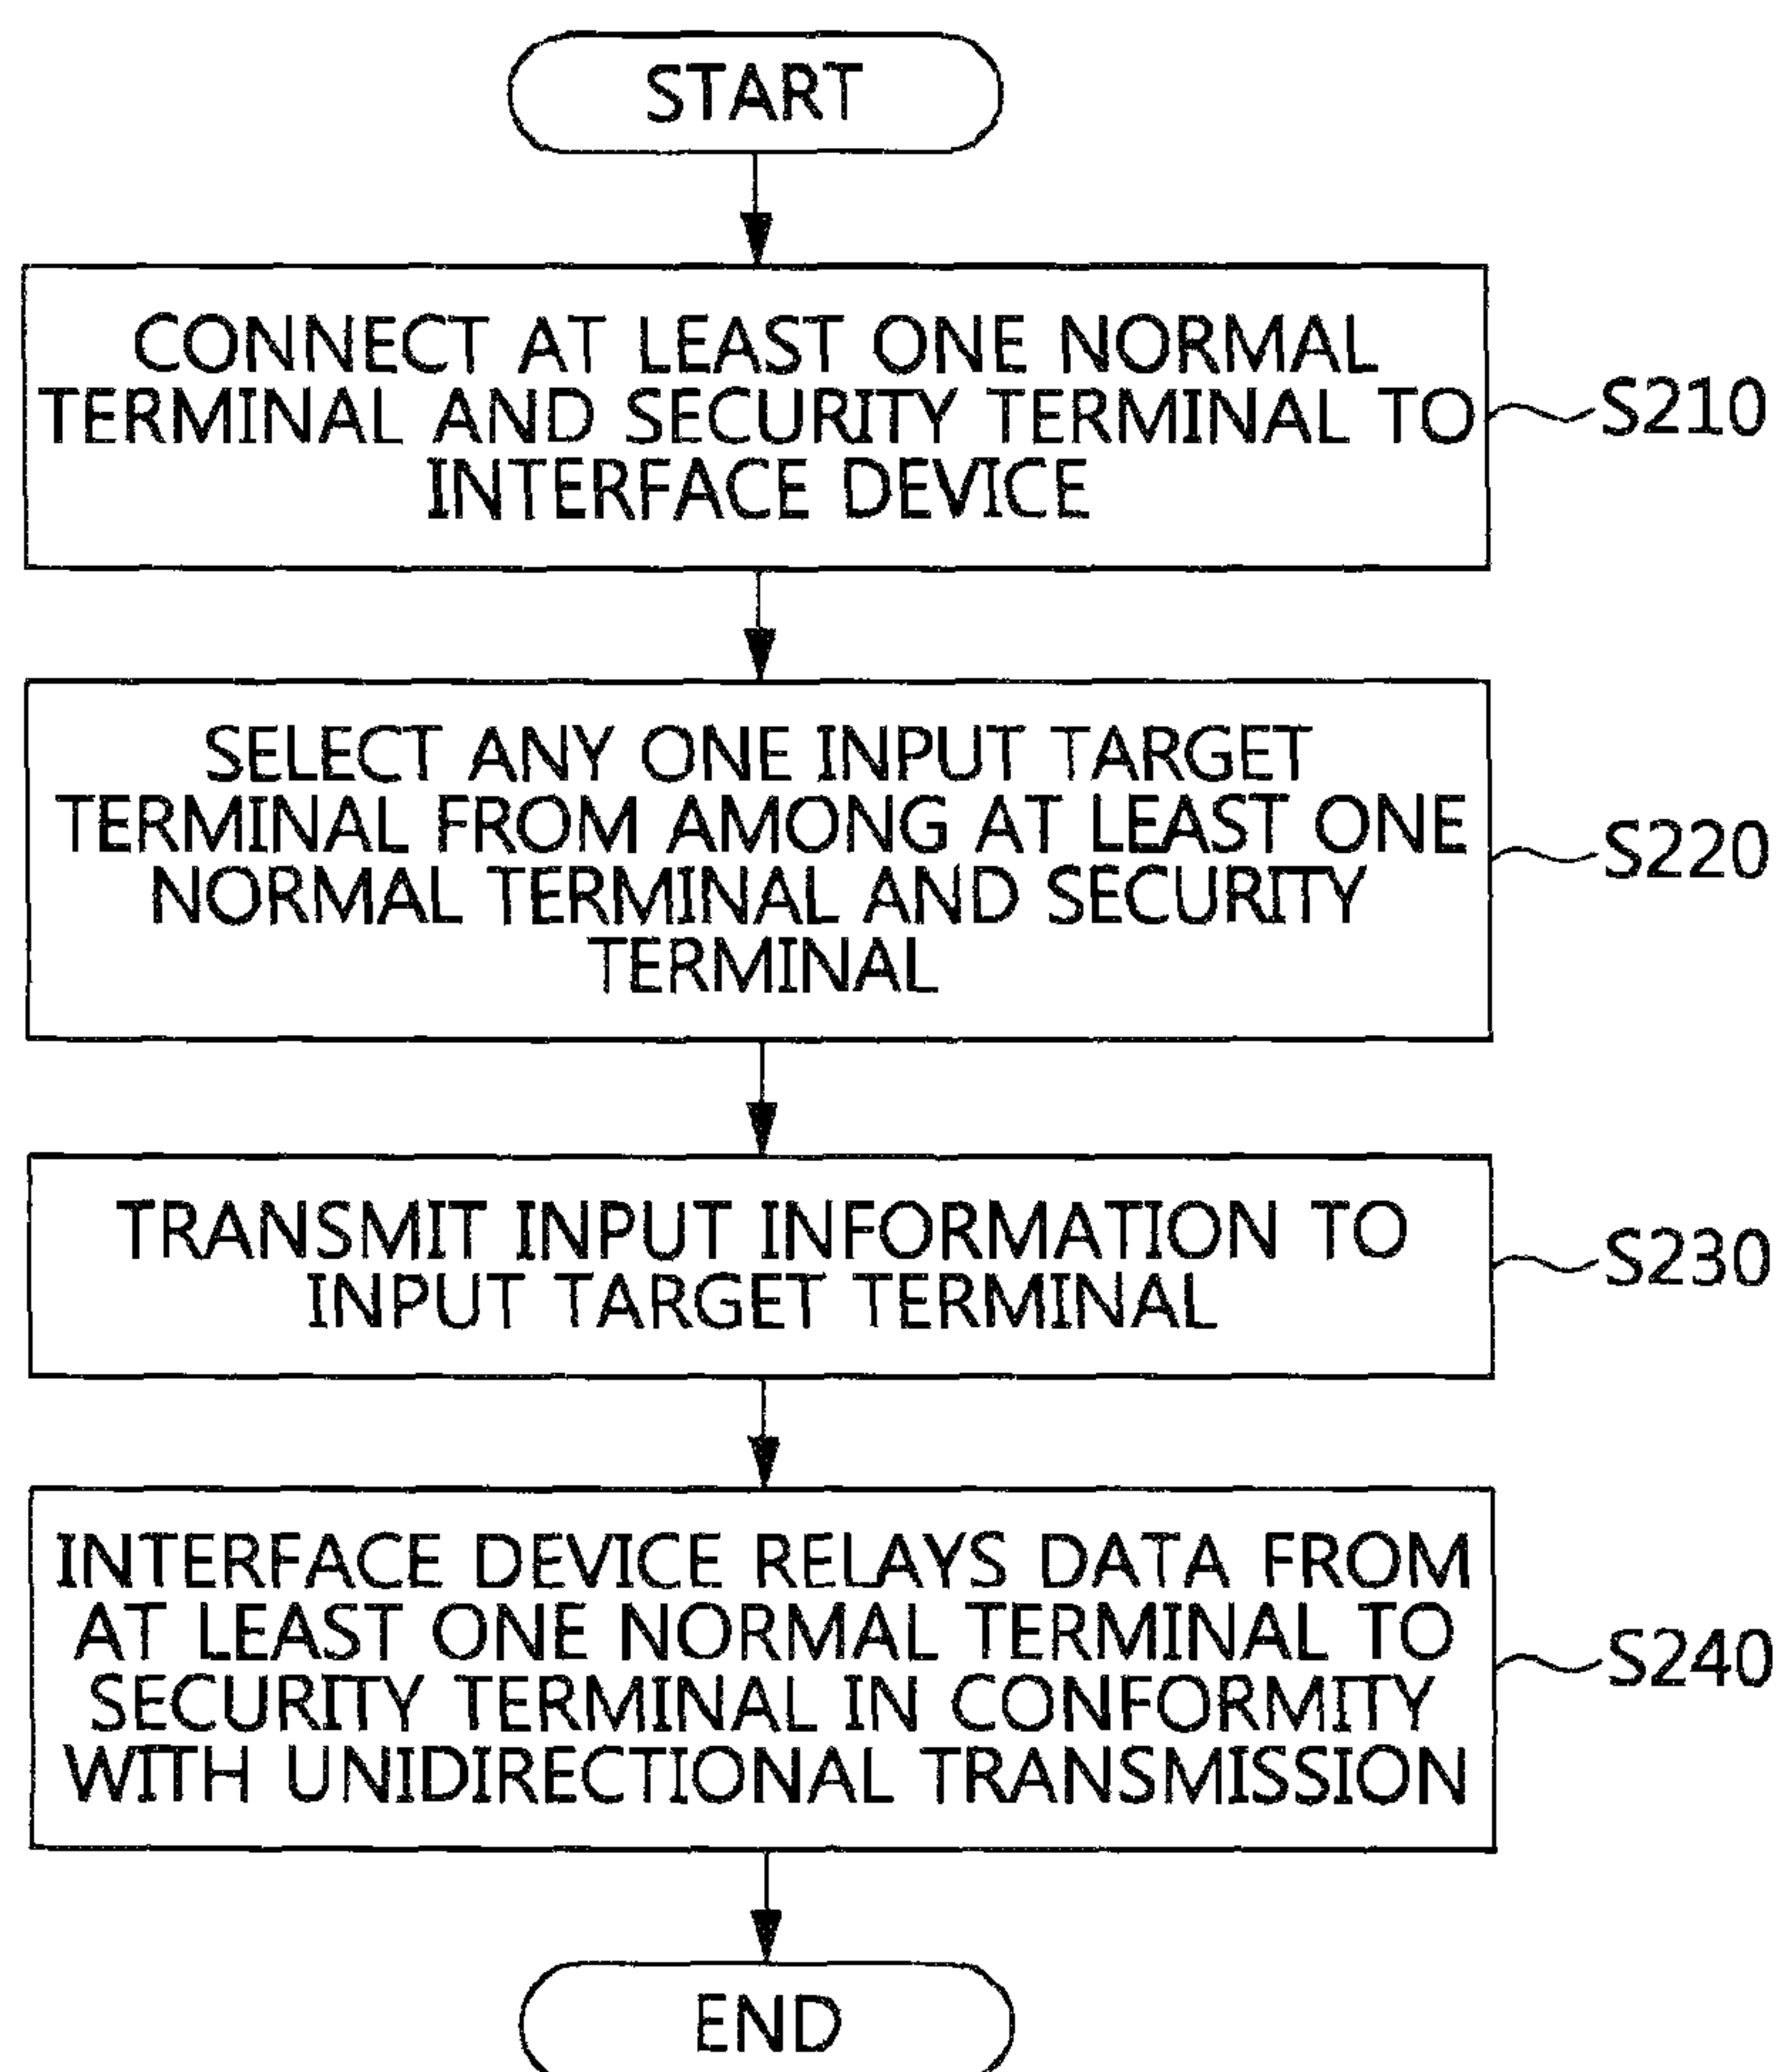 START
CONNECT AT LEAST ONE NORMAL
TERMINAL AND SECURITY TERMINAL TO
INTERFACE DEVICE
S210
SELECT ANY ONE INPUT TARGET
TERMINAL FROM AMONG AT LEAST ONE
NORMAL TERMINAL AND SECURITY
TERMINAL
S220
TRANSMIT INPUT INFORMATION TO
INPUT TARGET TERMINAL
S230
INTERFACE DEVICE RELAYS DATA FROM
AT LEAST ONE NORMAL TERMINAL TO
SECURITY TERMINAL IN CONFORMITY
WITH UNIDIRECTIONAL TRANSMISSION
S240
END